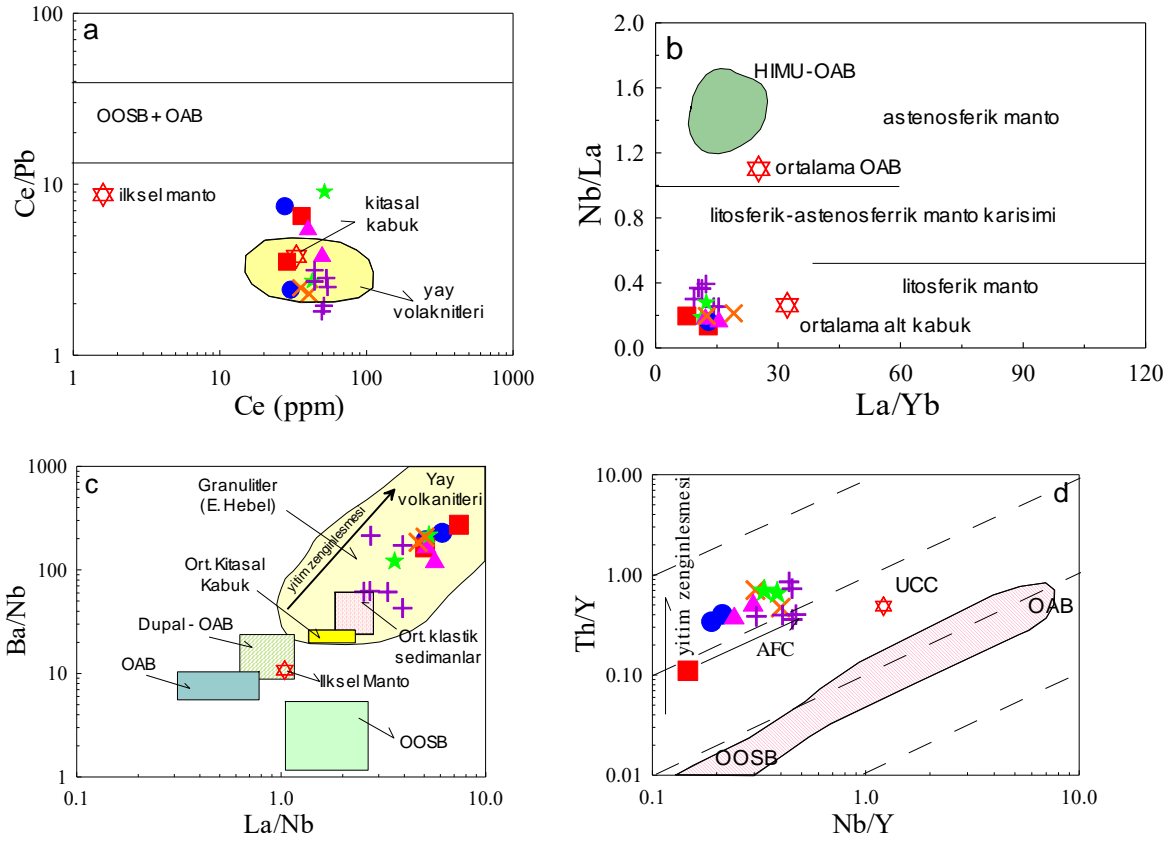 a
100
10
1
Ce/Pb
OOSB + OAB
ilksel manto
kitasal
kabuk
yay
volaknitleri
1
10
100
1000
Ce (ppm)
b
2.0
1.6
1.2
0.8
0.4
0.0
Nb/La
HIMU-OAB
astenosferik manto
ortalama OAB
litosferik-astenosferrik manto karisimi
litosferik manto
ortalama alt kabuk
0
30
60
90
120
La/Yb
c
1000
100
10
1
Ba/Nb
Granulitler
(E. Hebel)
Yay
volkanitleri
yitim zenginlesmesi
Ort. Kitasal
Kabuk
Dupal - OAB
Ort. klastik
sedimanlar
OAB
Ilksel Manto
OOSB
0.1
1.0
10.0
La/Nb
d
10.00
1.00
0.10
0.01
Th/Y
yitim zenginlesmesi
UCC
OAB
AFC
OOSB
0.1
1.0
10.0
Nb/Y